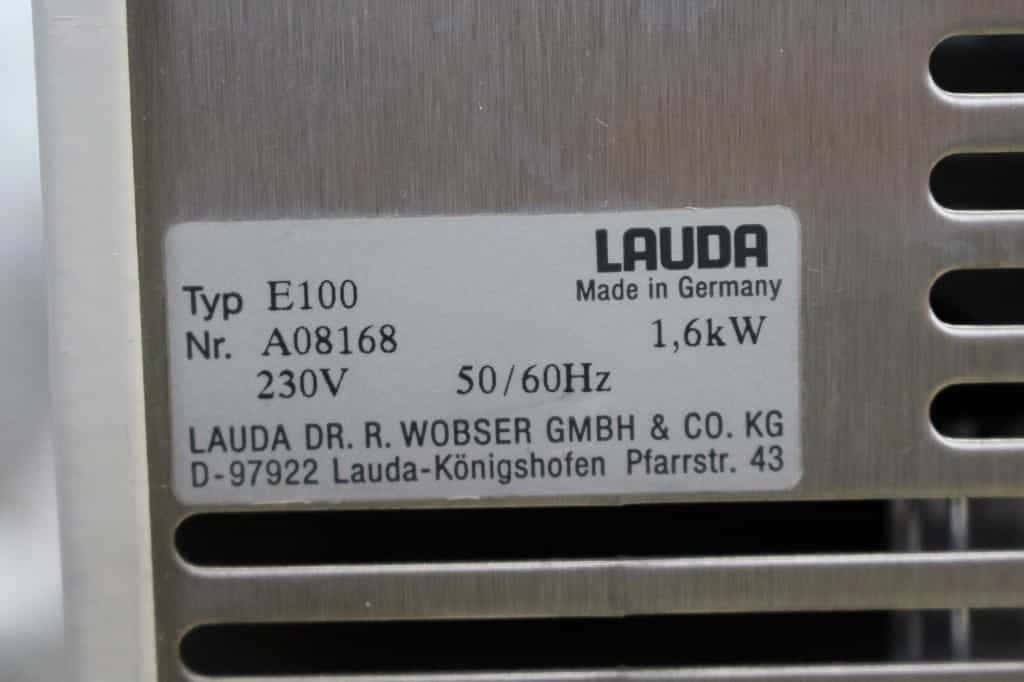 LAUDA
Made in Germany
Typ E100
Nr. A08168 1,6kW
230V 50/60Hz
LAUDA DR. R. WOBSER GMBH & CO. KG
D-97922 Lauda-Königshofen Pfarrstr. 43